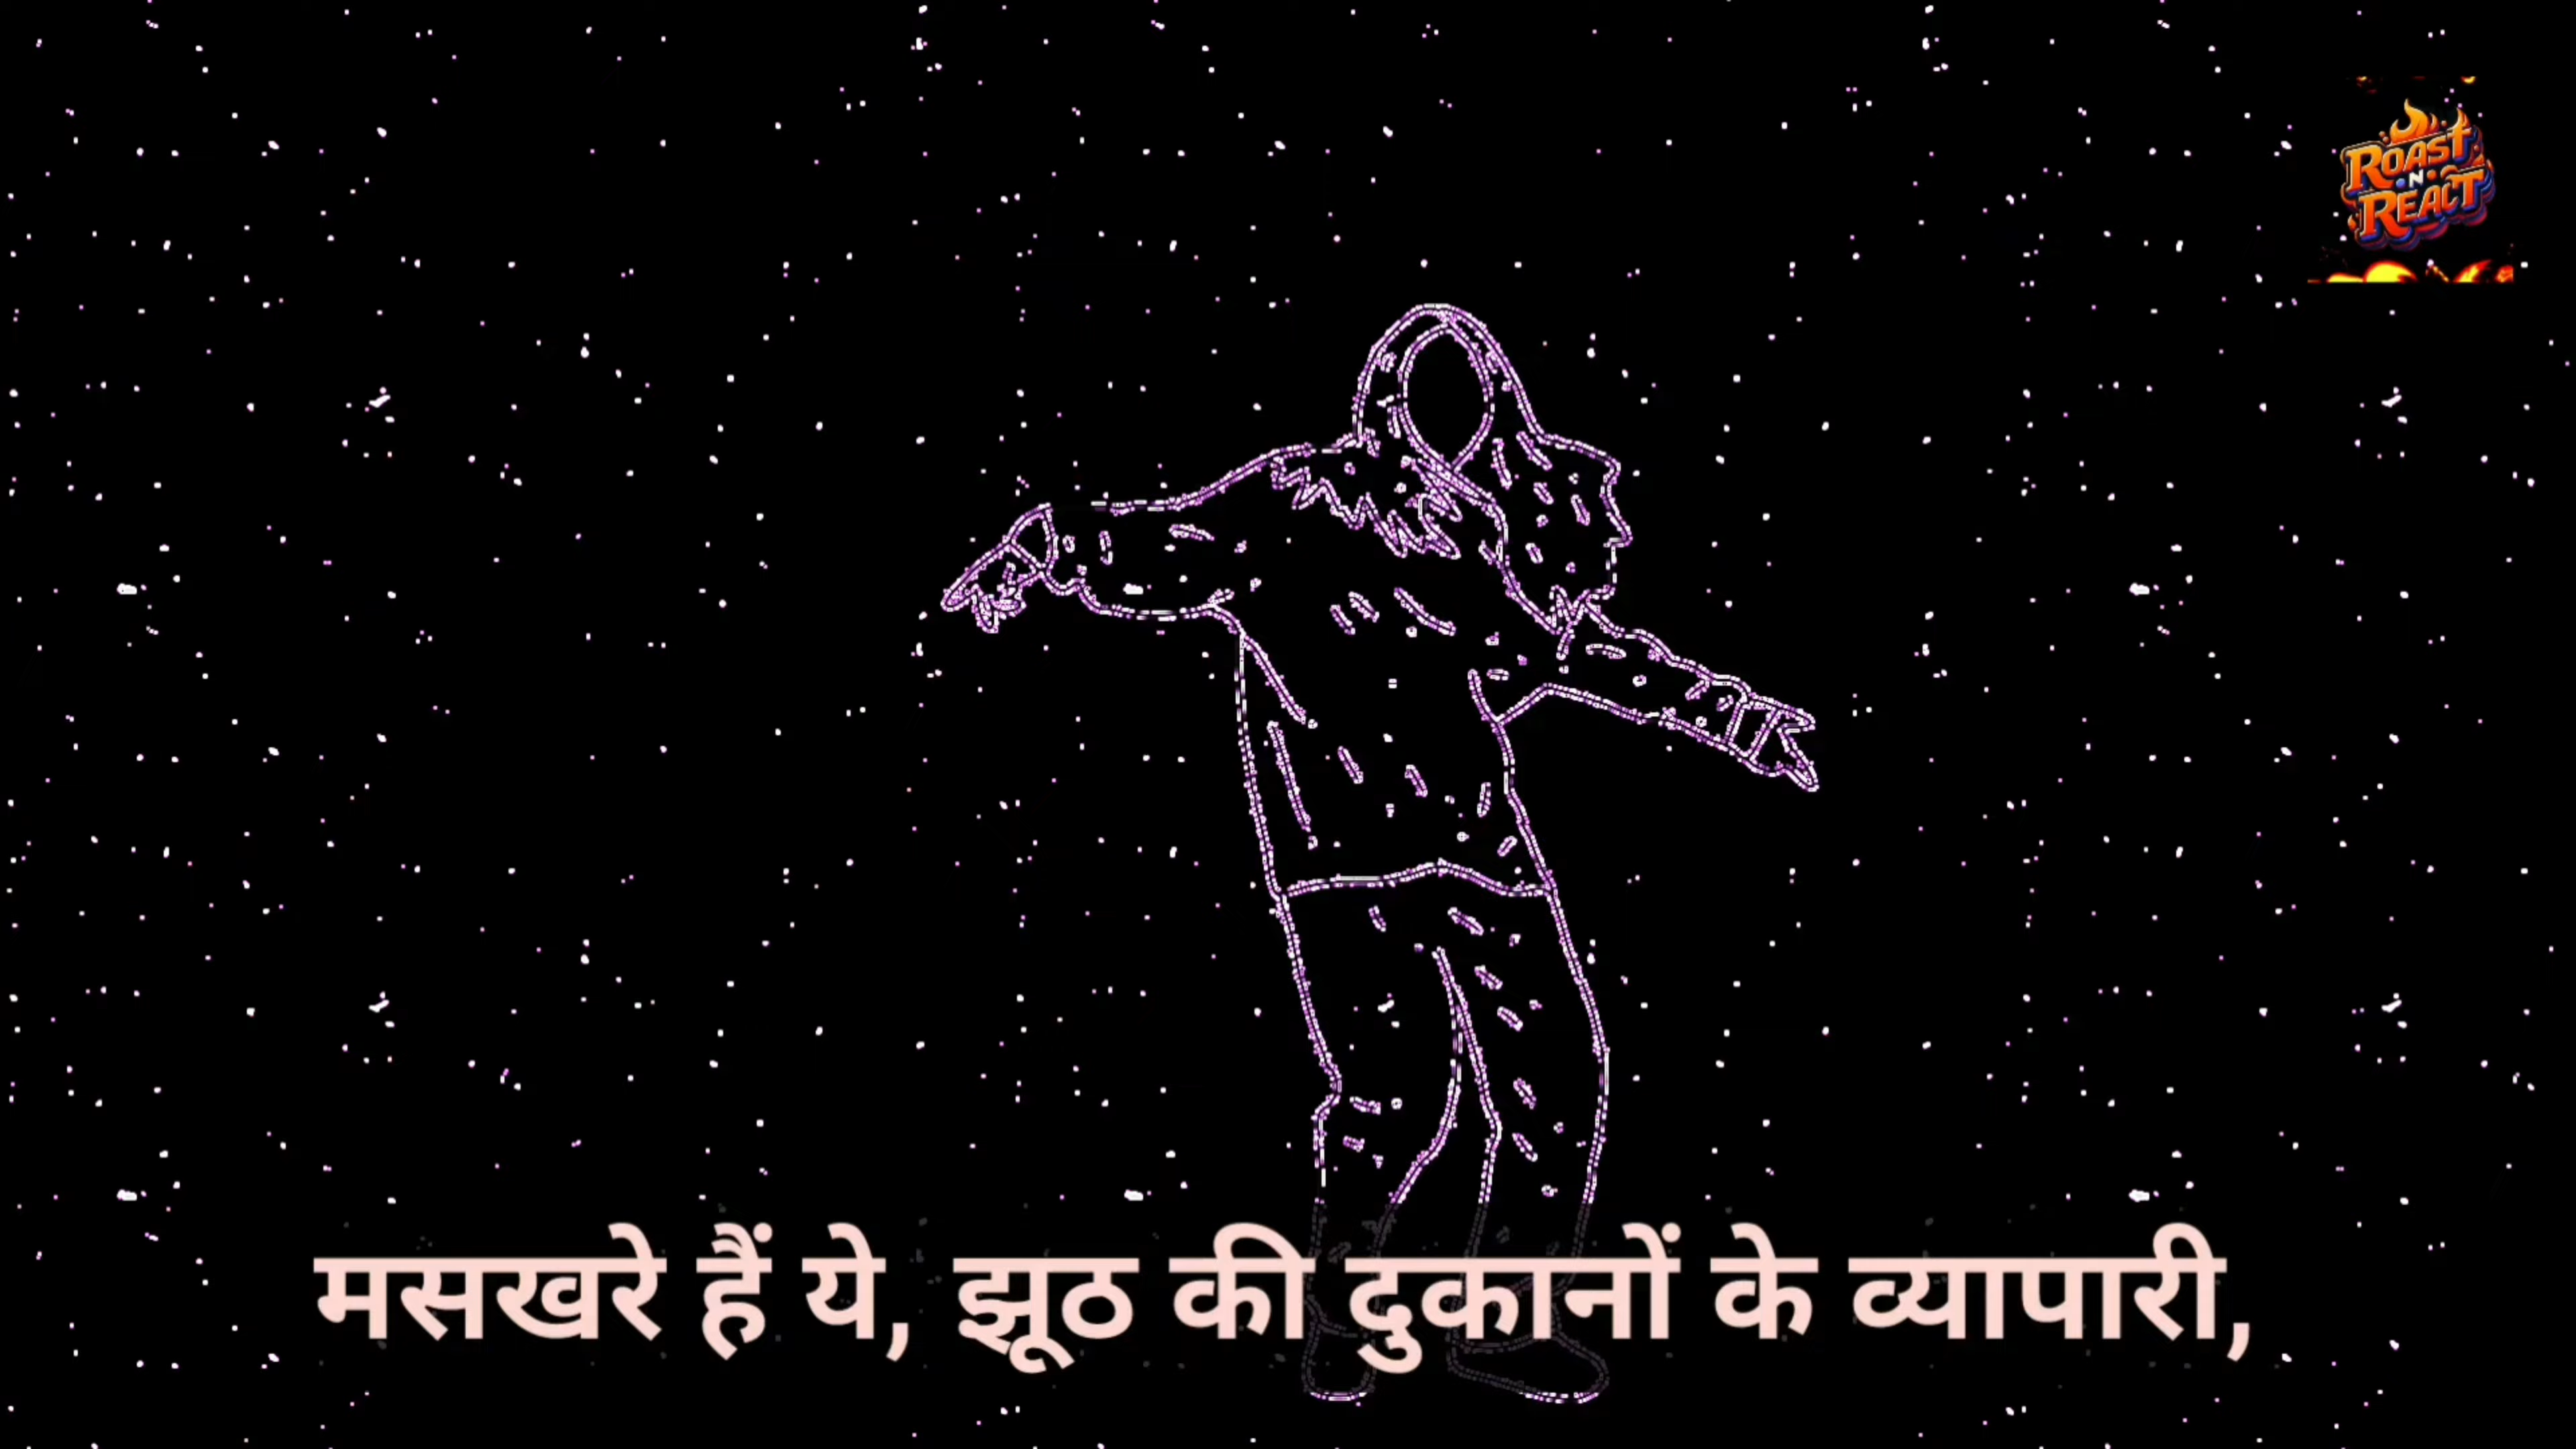 ROAST
N
REACT
मसखरे हैं ये, झूठ की दुकानों के व्यापारी,